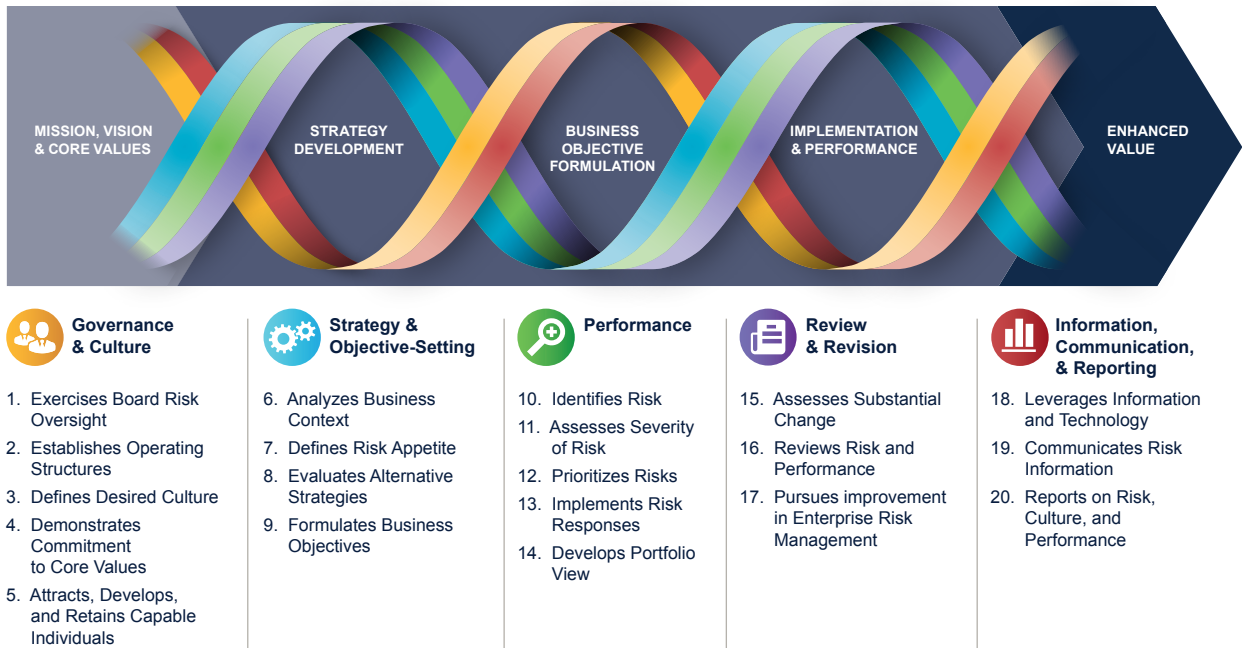 MISSION, VISION
& CORE VALUES
STRATEGY
DEVELOPMENT
BUSINESS
OBJECTIVE
FORMULATION
IMPLEMENTATION
& PERFORMANCE
ENHANCED
VALUE
Governance
& Culture
1. Exercises Board Risk
Oversight
2. Establishes Operating
Structures
3. Defines Desired Culture
4. Demonstrates
Commitment
to Core Values
5. Attracts, Develops,
and Retains Capable
Individuals
Strategy &
Objective-Setting
6. Analyzes Business
Context
7. Defines Risk Appetite
8. Evaluates Alternative
Strategies
9. Formulates Business
Objectives
Performance
10. Identifies Risk
11. Assesses Severity
of Risk
12. Prioritizes Risks
13. Implements Risk
Responses
14. Develops Portfolio
View
Review
& Revision
15. Assesses Substantial
Change
16. Reviews Risk and
Performance
17. Pursues improvement
in Enterprise Risk
Management
Information,
Communication,
& Reporting
18. Leverages Information
and Technology
19. Communicates Risk
Information
20. Reports on Risk,
Culture, and
Performance